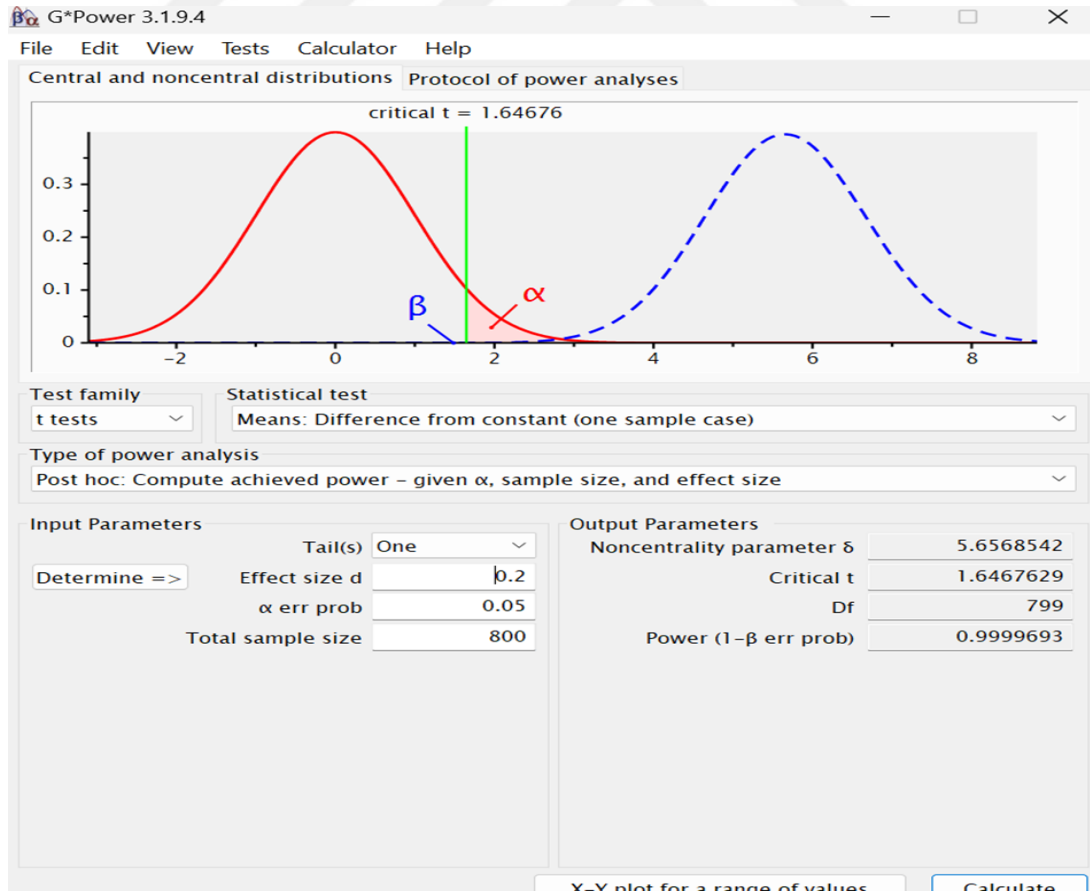 G*Power 3.1.9.4
File Edit View Tests Calculator Help
Central and noncentral distributions Protocol of power analyses
critical t = 1.64676
0.3
0.2
0.1
0
β
α
-2 0 2 4 6 8
Test family Statistical test
t tests Means: Difference from constant (one sample case)
Type of power analysis
Post hoc: Compute achieved power – given α, sample size, and effect size
Input Parameters
Tail(s) One
Determine => Effect size d 0.2
α err prob 0.05
Total sample size 800
Output Parameters
Noncentrality parameter δ 5.6568542
Critical t 1.6467629
Df 799
Power (1-β err prob) 0.9999693
X-Y plot for a range of values Calculate